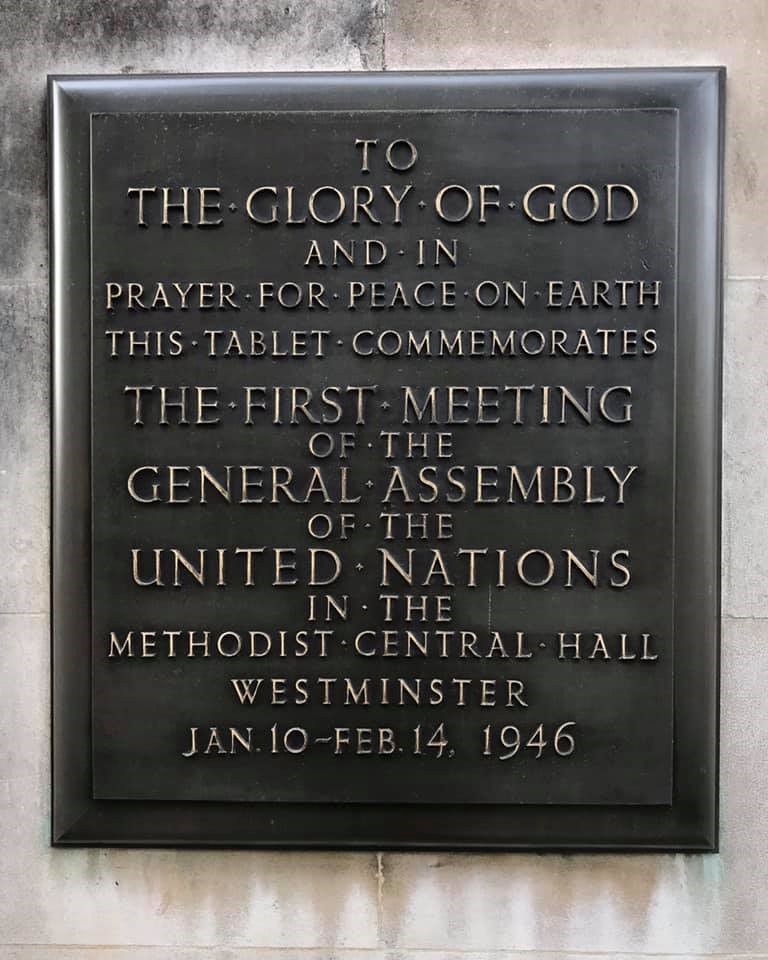 TO
THE·GLORY·OF·GOD
AND·IN
PRAYER·FOR·PEACE·ON·EARTH
THIS·TABLET·COMMEMORATES
THE·FIRST·MEETING
OF·THE
GENERAL·ASSEMBLY
OF·THE
UNITED·NATIONS
IN·THE
METHODIST·CENTRAL·HALL
WESTMINSTER
JAN.10~FEB.14, 1946